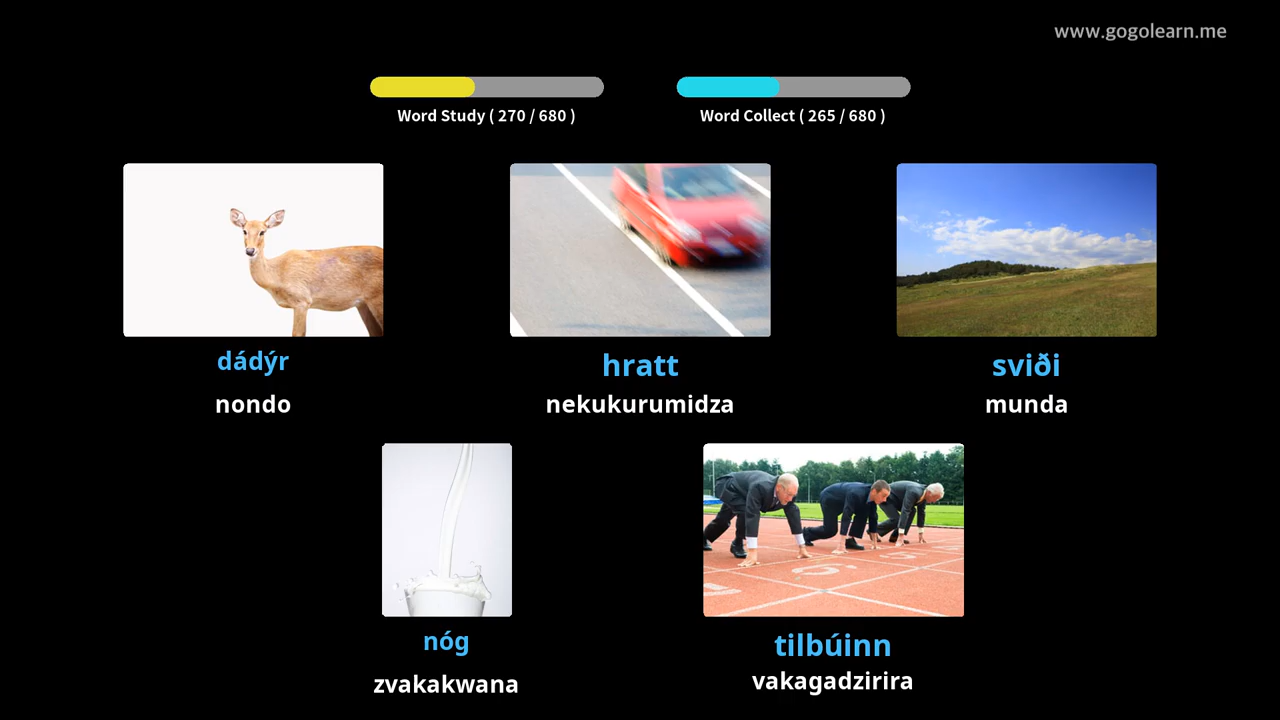 www.gogolearn.me
Word Study ( 270 / 680 )
Word Collect ( 265 / 680 )
dádýr
nondo
hratt
nekukurumidza
sviði
munda
nóg
zvakakwana
tilbúinn
vakagadzirira